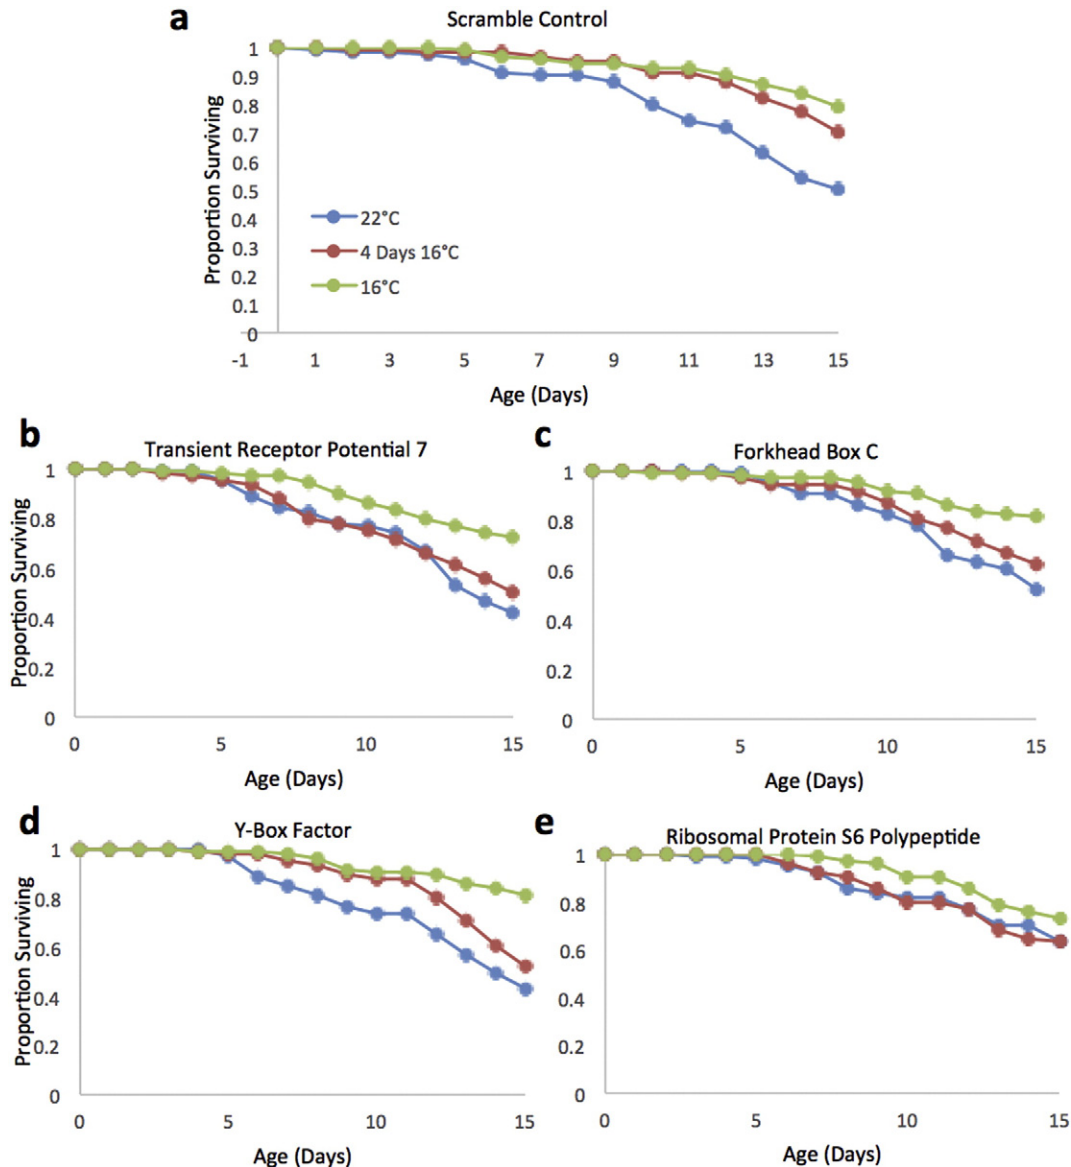 a
Scramble Control
Proportion Surviving
1
0.9
0.8
0.7
0.6
0.5
0.4
0.3
0.2
0.1
0
22°C
4 Days 16°C
16°C
-1 1 3 5 7 9 11 13 15
Age (Days)
b
Transient Receptor Potential 7
Proportion Surviving
1
0.8
0.6
0.4
0.2
0
0 5 10 15
Age (Days)
c
Forkhead Box C
1
0.8
0.6
0.4
0.2
0
0 5 10 15
Age (Days)
d
Y-Box Factor
Proportion Surviving
1
0.8
0.6
0.4
0.2
0
0 5 10 15
Age (Days)
e
Ribosomal Protein S6 Polypeptide
1
0.8
0.6
0.4
0.2
0
0 5 10 15
Age (Days)